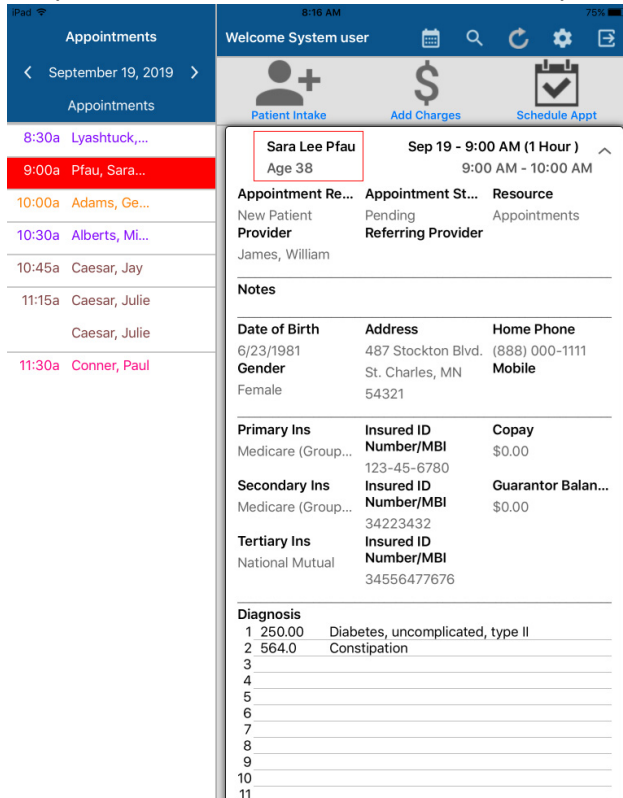 iPad 8:16 AM 75%
Appointments
September 19, 2019
Appointments
8:30a Lyashtuck,...
9:00a Pfau, Sara...
10:00a Adams, Ge...
10:30a Alberts, Mi...
10:45a Caesar, Jay
11:15a Caesar, Julie
Caesar, Julie
11:30a Conner, Paul
Welcome System user
Patient Intake Add Charges Schedule Appt
Sara Lee Pfau Sep 19 - 9:00 AM (1 Hour )
Age 38 9:00 AM - 10:00 AM
Appointment Re... Appointment St... Resource
New Patient Pending Appointments
Provider Referring Provider
James, William
Notes
Date of Birth Address Home Phone
6/23/1981 487 Stockton Blvd. (888) 000-1111
Gender St. Charles, MN Mobile
Female 54321
Primary Ins Insured ID Copay
Medicare (Group... Number/MBI $0.00
123-45-6780
Secondary Ins Insured ID Guarantor Balan...
Medicare (Group... Number/MBI $0.00
34223432
Tertiary Ins Insured ID
National Mutual Number/MBI
34556477676
Diagnosis
1 250.00 Diabetes, uncomplicated, type II
2 564.0 Constipation
3
4
5
6
7
8
9
10
11